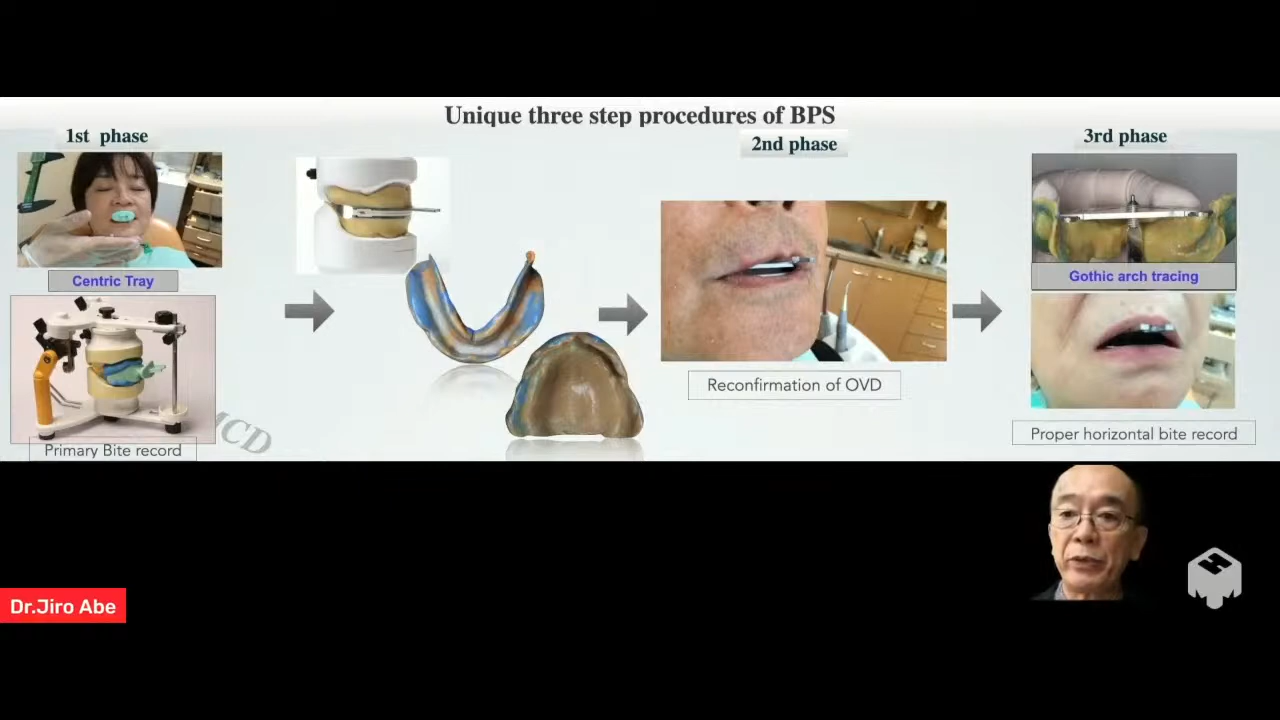 Unique three step procedures of BPS
1st phase
2nd phase
3rd phase
Centric Tray
Gothic arch tracing
Reconfirmation of OVD
Proper horizontal bite record
Primary Bite record
MCD
Dr.Jiro Abe